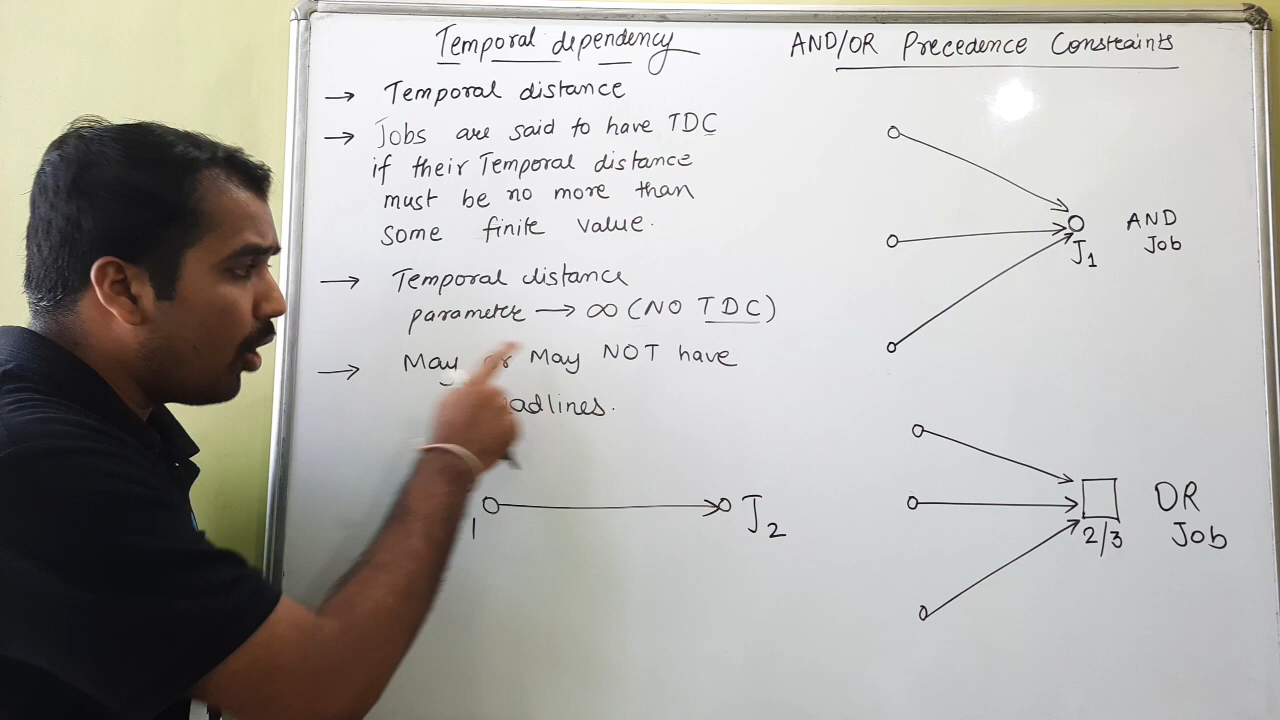 Temporal dependency
→ Temporal distance
→ Jobs are said to have TDC
if their Temporal distance
must be no more than
some finite value.
→ Temporal distance
parameter → ∞ (NO TDC)
→ May or May NOT have
adlines.
1
J2
AND/OR Precedence Constraints
AND
Job
J1
OR
Job
2/3